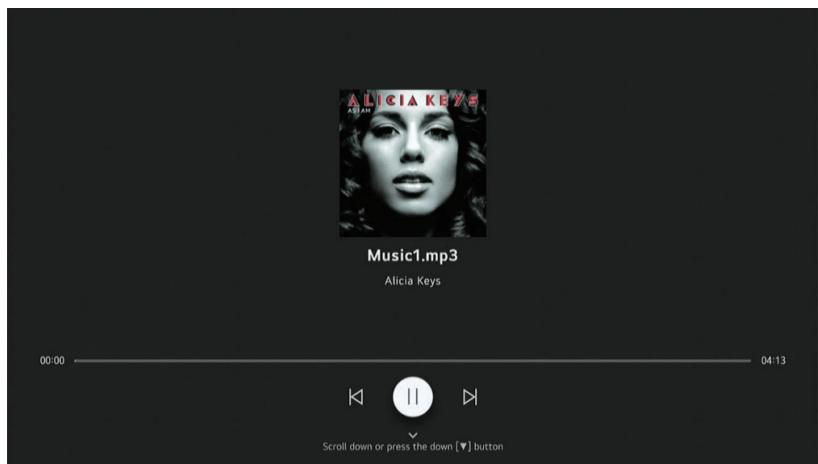 ALICIA KEYS
AS I AM
Music1.mp3
Alicia Keys
00:00
04:13
Scroll down or press the down [▼] button